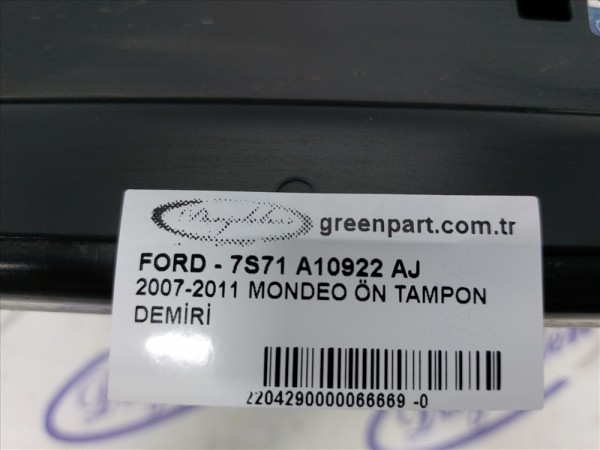 greenpart.com.tr
FORD - 7S71 A10922 AJ
2007-2011 MONDEO ÖN TAMPON
DEMİRİ
2204290000066669 -0